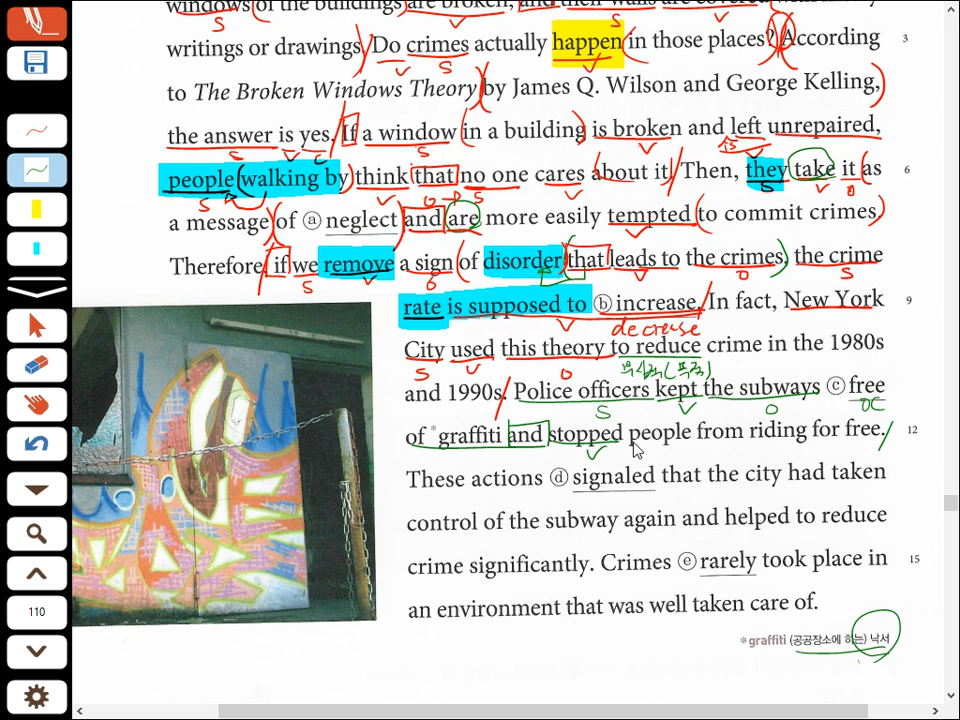 windows of the buildings are broken, and their walls are covered with
writings or drawings. Do crimes actually happen in those places? According 3
to The Broken Windows Theory by James Q. Wilson and George Kelling,
the answer is yes. If a window in a building is broken and left unrepaired,
people walking by think that no one cares about it. Then, they take it as 6
a message of ⓐ neglect and are more easily tempted to commit crimes.
Therefore, if we remove a sign of disorder that leads to the crimes, the crime
rate is supposed to ⓑ increase. In fact, New York 9
decrease
City used this theory to reduce crime in the 1980s
and 1990s. Police officers kept the subways ⓒ free
of *graffiti and stopped people from riding for free. 12
These actions ⓓ signaled that the city had taken
control of the subway again and helped to reduce
crime significantly. Crimes ⓔ rarely took place in 15
an environment that was well taken care of.
*graffiti (공공장소에 하는) 낙서
110